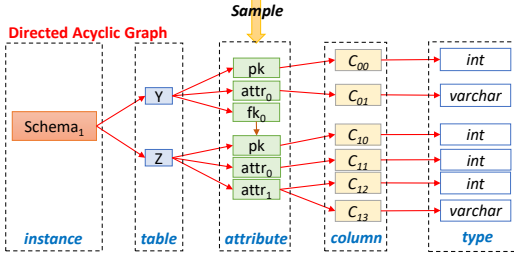 Sample
Directed Acyclic Graph
Schema1
Y
Z
pk
attr0
fk0
pk
attr0
attr1
C00
C01
C10
C11
C12
C13
int
varchar
int
int
int
varchar
instance
table
attribute
column
type